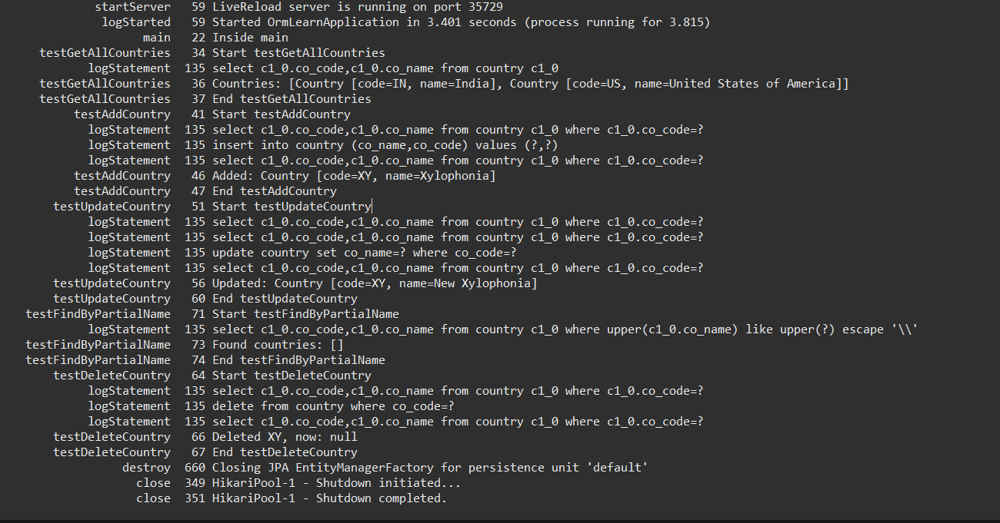 startServer 59 LiveReload server is running on port 35729
logStarted 59 Started OrmLearnApplication in 3.401 seconds (process running for 3.815)
main 22 Inside main
testGetAllCountries 34 Start testGetAllCountries
logStatement 135 select c1_0.co_code,c1_0.co_name from country c1_0
testGetAllCountries 36 Countries: [Country [code=IN, name=India], Country [code=US, name=United States of America]]
testGetAllCountries 37 End testGetAllCountries
testAddCountry 41 Start testAddCountry
logStatement 135 select c1_0.co_code,c1_0.co_name from country c1_0 where c1_0.co_code=?
logStatement 135 insert into country (co_name,co_code) values (?,?)
logStatement 135 select c1_0.co_code,c1_0.co_name from country c1_0 where c1_0.co_code=?
testAddCountry 46 Added: Country [code=XY, name=Xylophonia]
testAddCountry 47 End testAddCountry
testUpdateCountry 51 Start testUpdateCountry
logStatement 135 select c1_0.co_code,c1_0.co_name from country c1_0 where c1_0.co_code=?
logStatement 135 select c1_0.co_code,c1_0.co_name from country c1_0 where c1_0.co_code=?
logStatement 135 update country set co_name=? where co_code=?
logStatement 135 select c1_0.co_code,c1_0.co_name from country c1_0 where c1_0.co_code=?
testUpdateCountry 56 Updated: Country [code=XY, name=New Xylophonia]
testUpdateCountry 60 End testUpdateCountry
testFindByPartialName 71 Start testFindByPartialName
logStatement 135 select c1_0.co_code,c1_0.co_name from country c1_0 where upper(c1_0.co_name) like upper(?) escape '\\'
testFindByPartialName 73 Found countries: []
testFindByPartialName 74 End testFindByPartialName
testDeleteCountry 64 Start testDeleteCountry
logStatement 135 select c1_0.co_code,c1_0.co_name from country c1_0 where c1_0.co_code=?
logStatement 135 delete from country where co_code=?
logStatement 135 select c1_0.co_code,c1_0.co_name from country c1_0 where c1_0.co_code=?
testDeleteCountry 66 Deleted XY, now: null
testDeleteCountry 67 End testDeleteCountry
destroy 660 Closing JPA EntityManagerFactory for persistence unit 'default'
close 349 HikariPool-1 - Shutdown initiated...
close 351 HikariPool-1 - Shutdown completed.